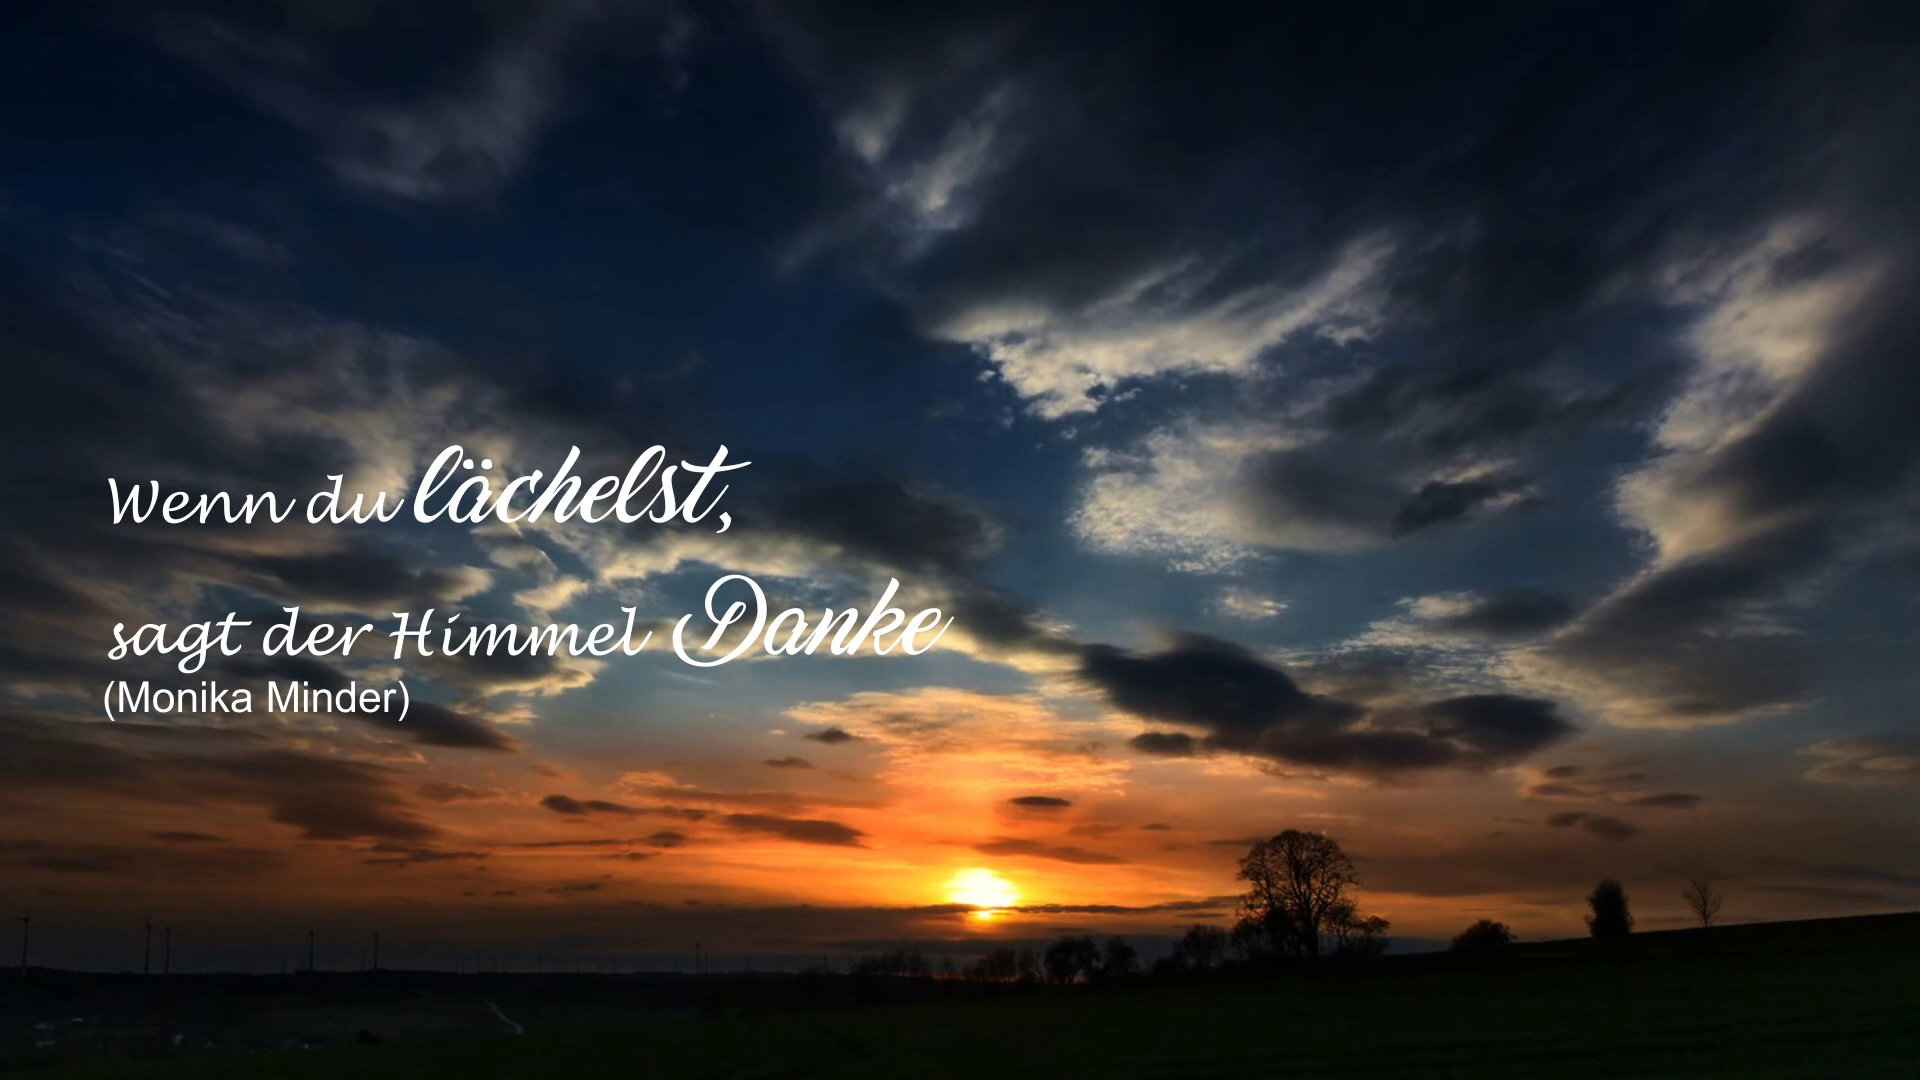 Wenn du lächelst,
sagt der Himmel Danke
(Monika Minder)